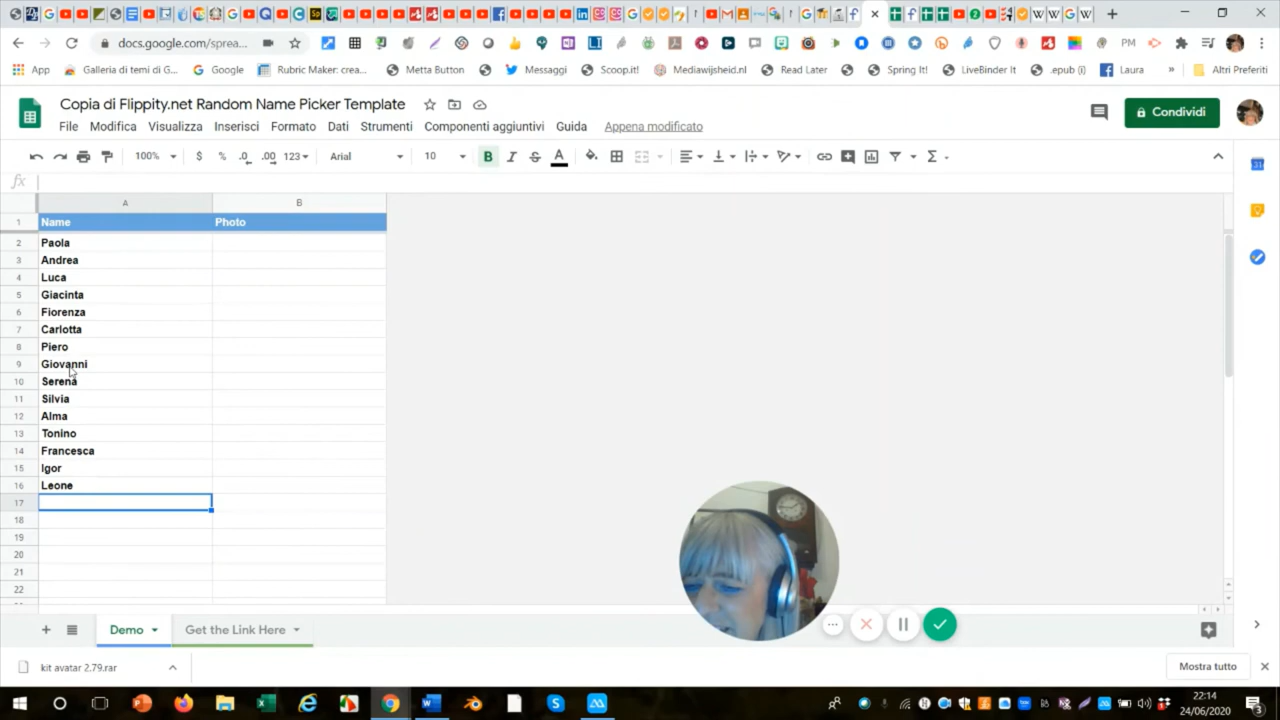 docs.google.com/sprea...
App
Galleria di temi di G...
Google
Rubric Maker: crea...
Metta Button
Messaggi
Scoop.it!
Mediawijsheid.nl
Read Later
Spring It!
LiveBinder It
.epub (i)
Laura
»
Altri Preferiti
PM
Copia di Flippity.net Random Name Picker Template
Condividi
File Modifica Visualizza Inserisci Formato Dati Strumenti Componenti aggiuntivi Guida Appena modificato
100% $ % .0 .00 123 Arial 10 B I S A Σ
fx
A B
1 Name Photo
2 Paola
3 Andrea
4 Luca
5 Giacinta
6 Fiorenza
7 Carlotta
8 Piero
9 Giovanni
10 Serena
11 Silvia
12 Alma
13 Tonino
14 Francesca
15 Igor
16 Leone
17
18
19
20
21
22
Demo Get the Link Here
kit avatar 2.79.rar
Mostra tutto
22:14
24/06/2020